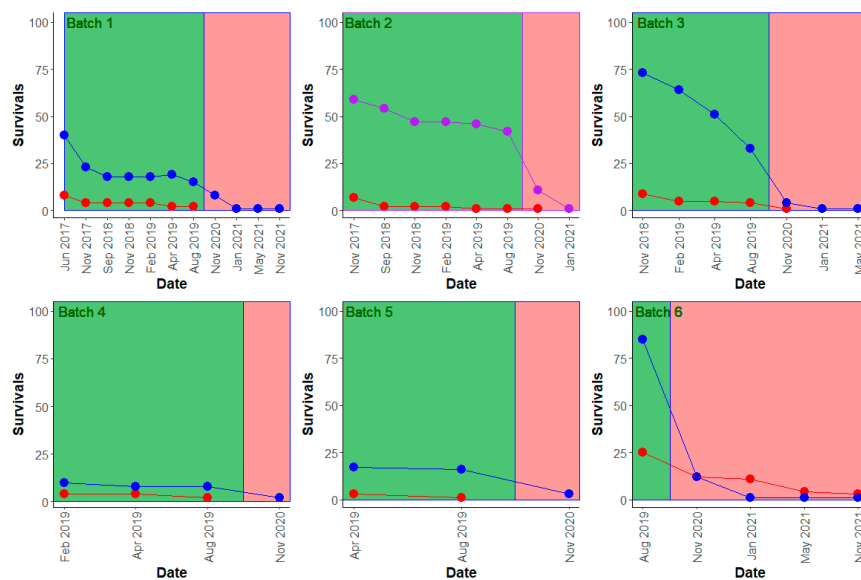 Batch 1
Survivals
100
75
50
25
0
Jun 2017
Nov 2017
Sep 2018
Nov 2018
Feb 2019
Apr 2019
Aug 2019
Nov 2020
Jan 2021
May 2021
Nov 2021
Date
Batch 2
Survivals
100
75
50
25
0
Nov 2017
Sep 2018
Nov 2018
Feb 2019
Apr 2019
Aug 2019
Nov 2020
Jan 2021
Date
Batch 3
Survivals
100
75
50
25
0
Nov 2018
Feb 2019
Apr 2019
Aug 2019
Nov 2020
Jan 2021
May 2021
Date
Batch 4
Survivals
100
75
50
25
0
Feb 2019
Apr 2019
Aug 2019
Nov 2020
Date
Batch 5
Survivals
100
75
50
25
0
Apr 2019
Aug 2019
Nov 2020
Date
Batch 6
Survivals
100
75
50
25
0
Aug 2019
Nov 2020
Jan 2021
May 2021
Nov 2021
Date